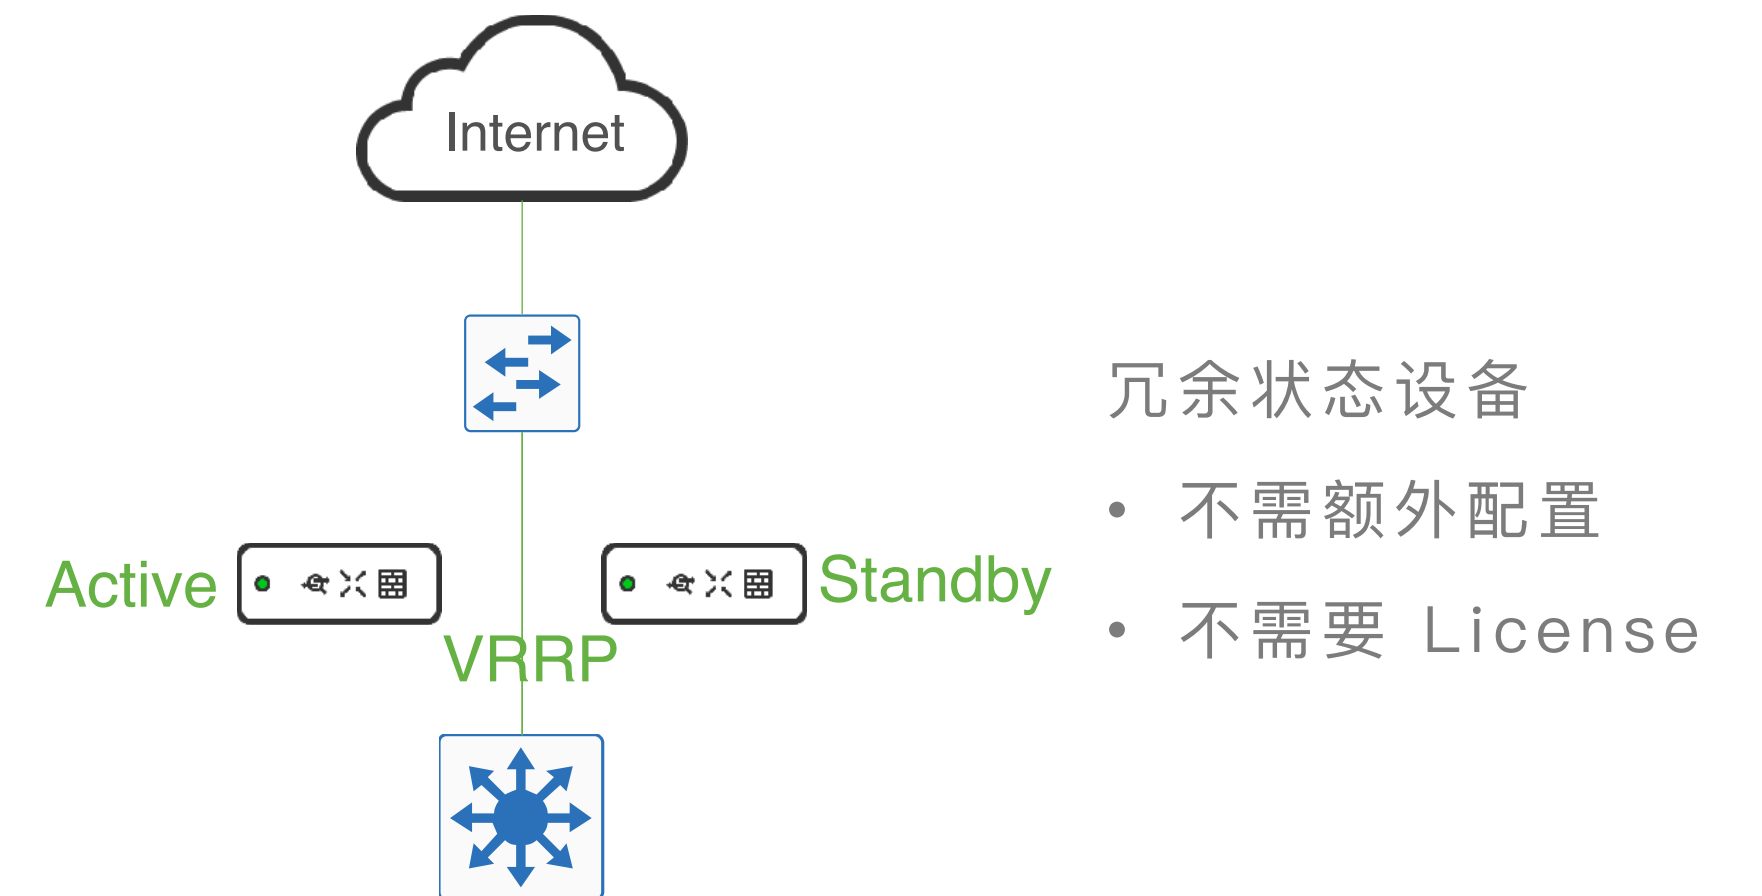 Internet
Active
Standby
VRRP
冗余状态设备
• 不需额外配置
• 不需要 License